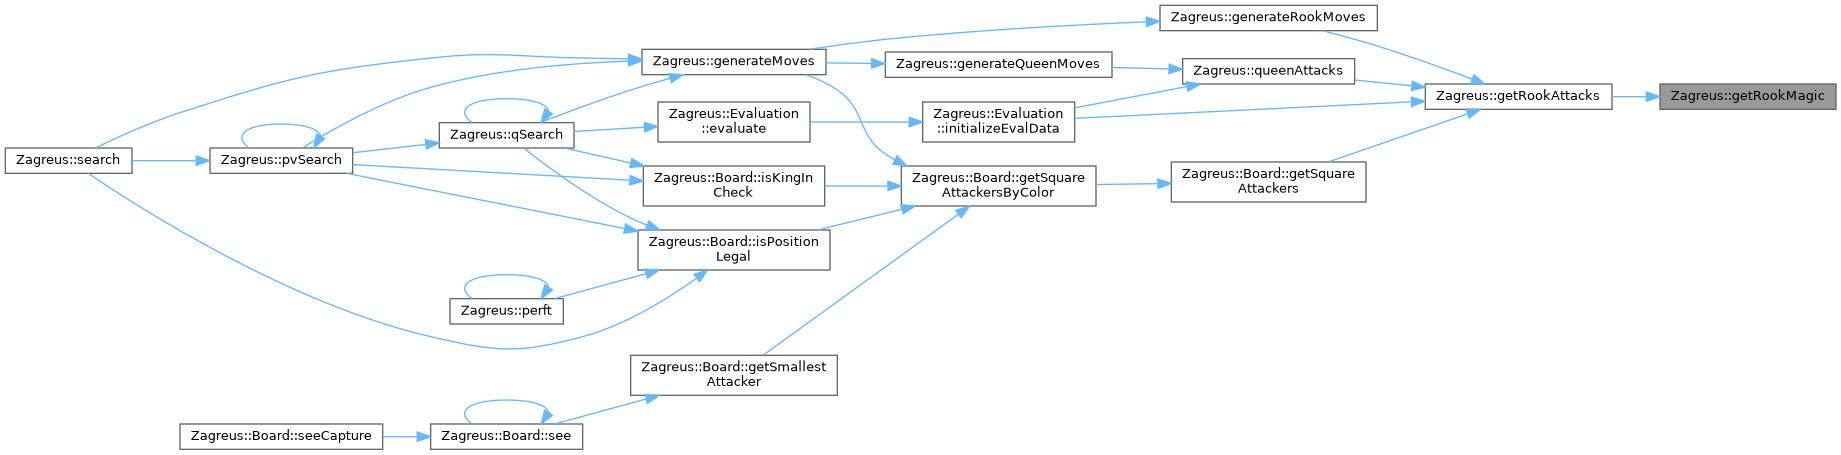 Zagreus::generateRookMoves
Zagreus::generateMoves
Zagreus::generateQueenMoves
Zagreus::queenAttacks
Zagreus::getRookAttacks
Zagreus::getRookMagic
Zagreus::Evaluation
::evaluate
Zagreus::Evaluation
::initializeEvalData
Zagreus::qSearch
Zagreus::search
Zagreus::pvSearch
Zagreus::Board::isKingIn
Check
Zagreus::Board::getSquare
AttackersByColor
Zagreus::Board::getSquare
Attackers
Zagreus::Board::isPosition
Legal
Zagreus::perft
Zagreus::Board::getSmallest
Attacker
Zagreus::Board::seeCapture
Zagreus::Board::see